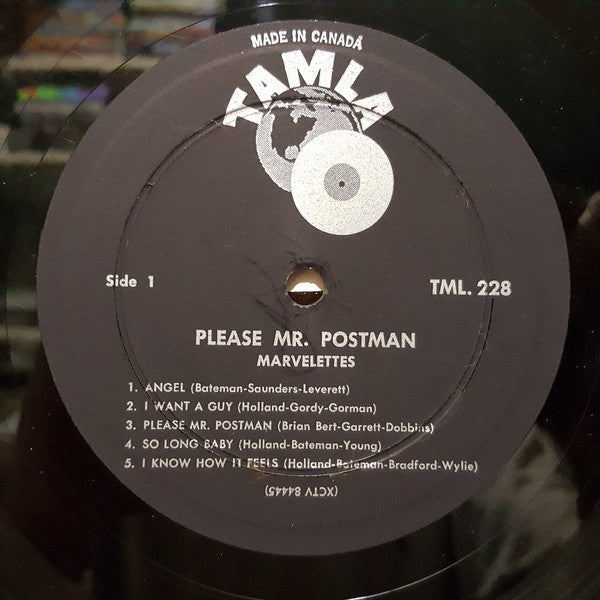 MADE IN CANADA
TAMLA
Side 1
TML. 228
PLEASE MR. POSTMAN
MARVELETTES
1. ANGEL (Bateman-Saunders-Leverett)
2. I WANT A GUY (Holland-Gordy-Gorman)
3. PLEASE MR. POSTMAN (Brian Bert-Garrett-Dobbins)
4. SO LONG BABY (Holland-Bateman-Young)
5. I KNOW HOW IT FEELS (Holland-Bateman-Bradford-Wylie)
(XCTV 84445)